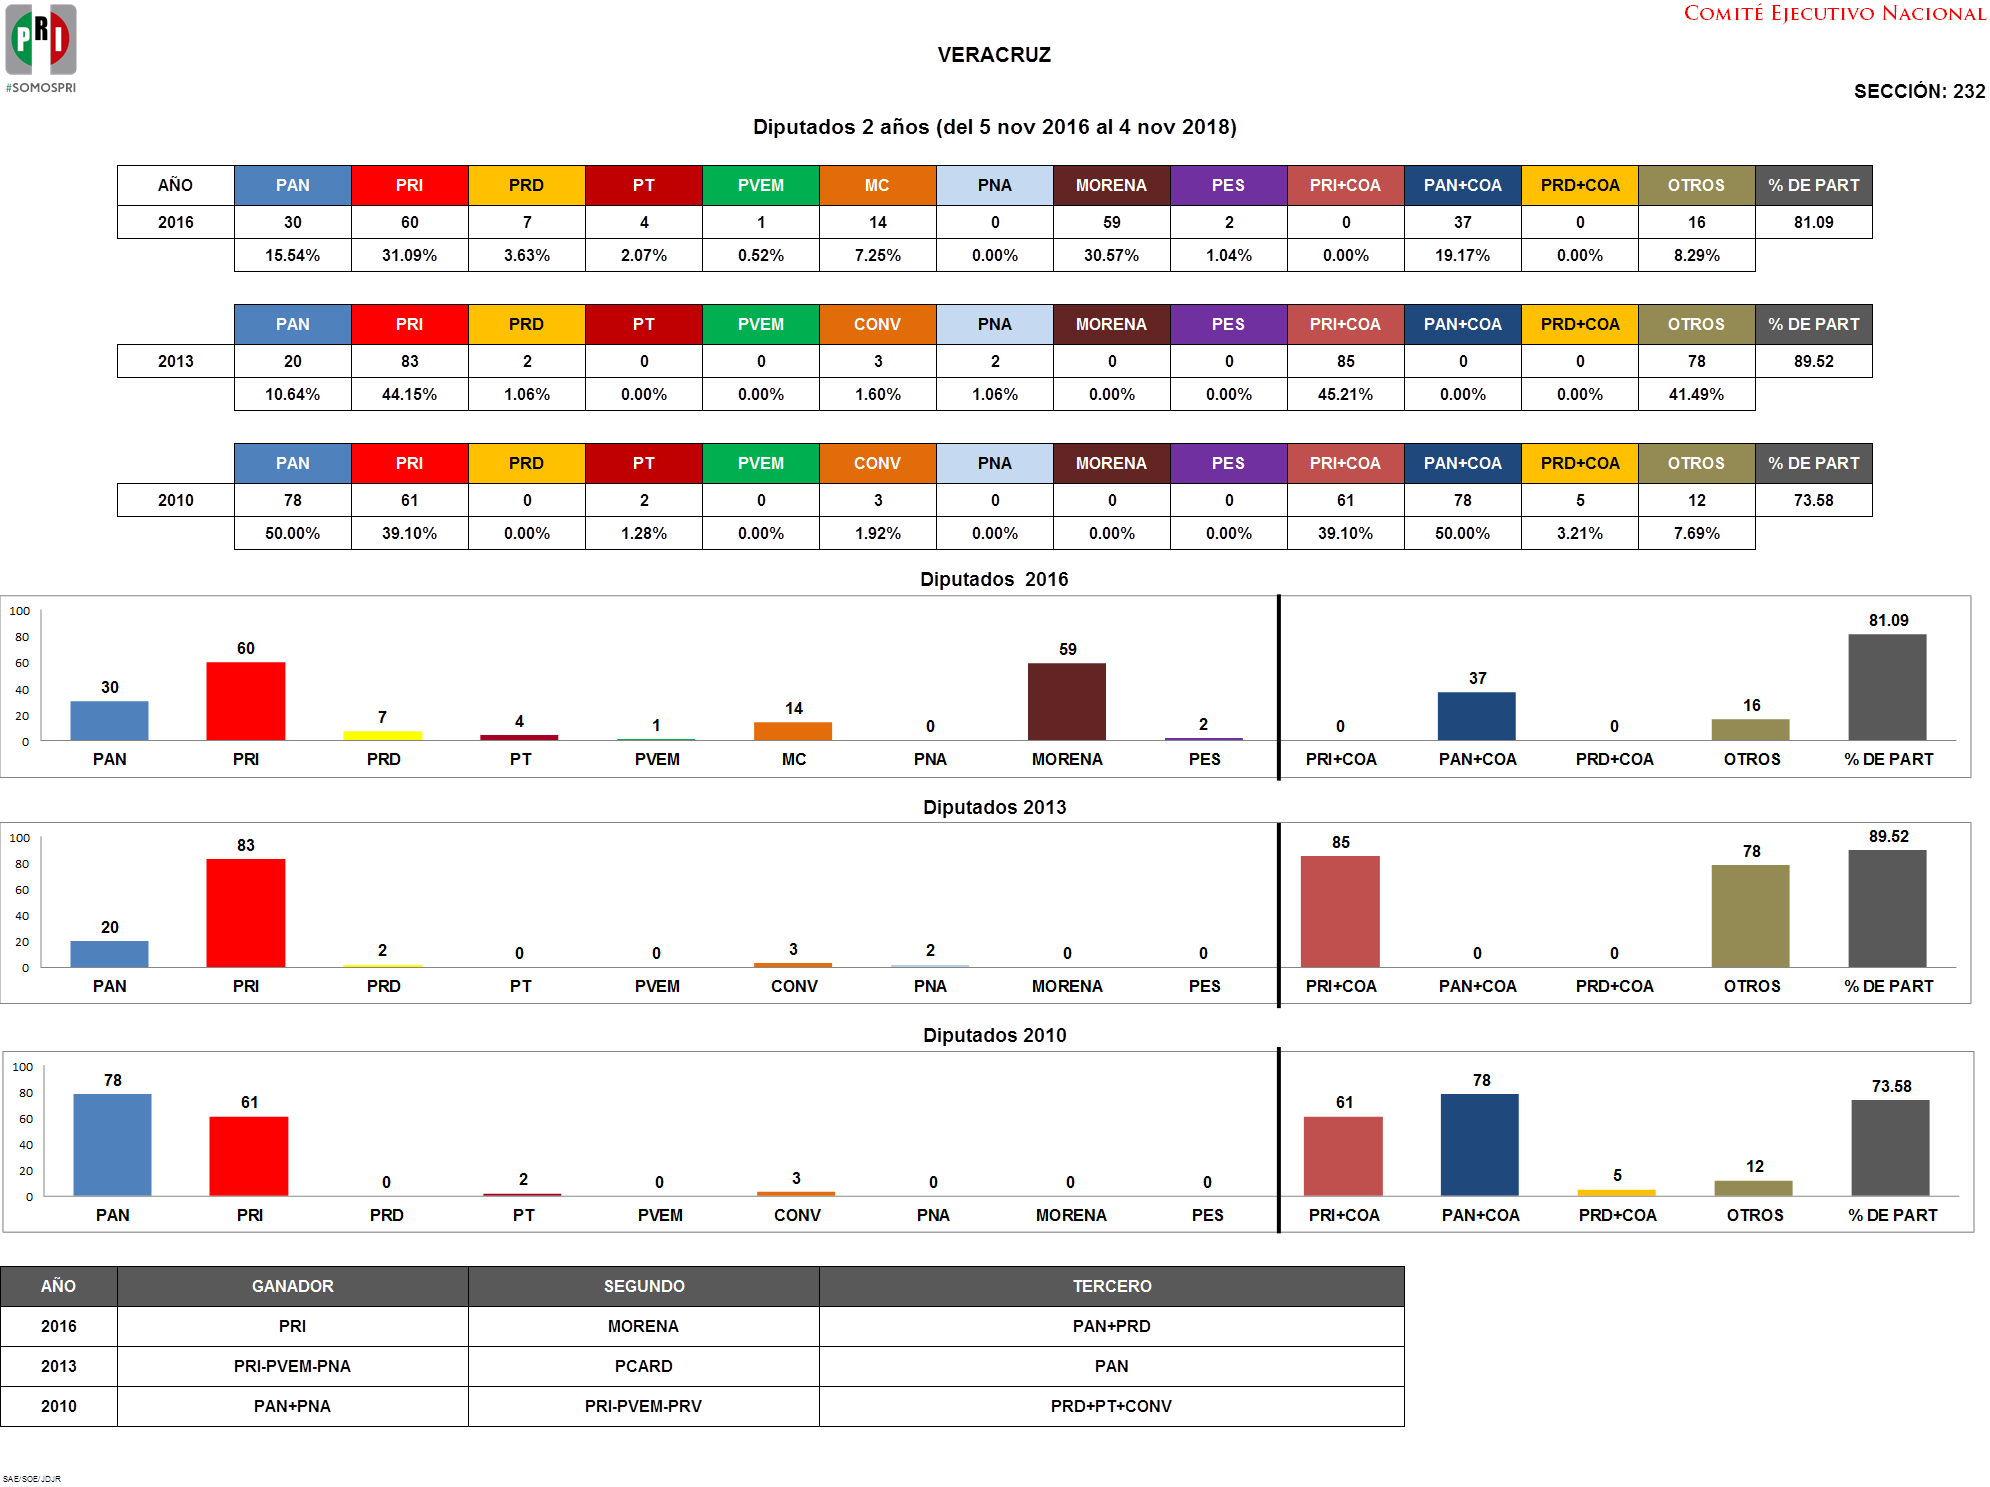 PRI
#SOMOSPRI
COMITÉ EJECUTIVO NACIONAL
VERACRUZ
SECCIÓN: 232
Diputados 2 años (del 5 nov 2016 al 4 nov 2018)
AÑO PAN PRI PRD PT PVEM MC PNA MORENA PES PRI+COA PAN+COA PRD+COA OTROS % DE PART
2016 30 60 7 4 1 14 0 59 2 0 37 0 16 81.09
15.54% 31.09% 3.63% 2.07% 0.52% 7.25% 0.00% 30.57% 1.04% 0.00% 19.17% 0.00% 8.29%
PAN PRI PRD PT PVEM CONV PNA MORENA PES PRI+COA PAN+COA PRD+COA OTROS % DE PART
2013 20 83 2 0 0 3 2 0 0 85 0 0 78 89.52
10.64% 44.15% 1.06% 0.00% 0.00% 1.60% 1.06% 0.00% 0.00% 45.21% 0.00% 0.00% 41.49%
PAN PRI PRD PT PVEM CONV PNA MORENA PES PRI+COA PAN+COA PRD+COA OTROS % DE PART
2010 78 61 0 2 0 3 0 0 0 61 78 5 12 73.58
50.00% 39.10% 0.00% 1.28% 0.00% 1.92% 0.00% 0.00% 0.00% 39.10% 50.00% 3.21% 7.69%
Diputados 2016
100
80
60
40
20
0
30 60 7 4 1 14 0 59 2 0 37 0 16 81.09
PAN PRI PRD PT PVEM MC PNA MORENA PES PRI+COA PAN+COA PRD+COA OTROS % DE PART
Diputados 2013
100
80
60
40
20
0
20 83 2 0 0 3 2 0 0 85 0 0 78 89.52
PAN PRI PRD PT PVEM CONV PNA MORENA PES PRI+COA PAN+COA PRD+COA OTROS % DE PART
Diputados 2010
100
80
60
40
20
0
78 61 0 2 0 3 0 0 0 61 78 5 12 73.58
PAN PRI PRD PT PVEM CONV PNA MORENA PES PRI+COA PAN+COA PRD+COA OTROS % DE PART
AÑO GANADOR SEGUNDO TERCERO
2016 PRI MORENA PAN+PRD
2013 PRI-PVEM-PNA PCARD PAN
2010 PAN+PNA PRI-PVEM-PRV PRD+PT+CONV
SAE/SOE/JDJR